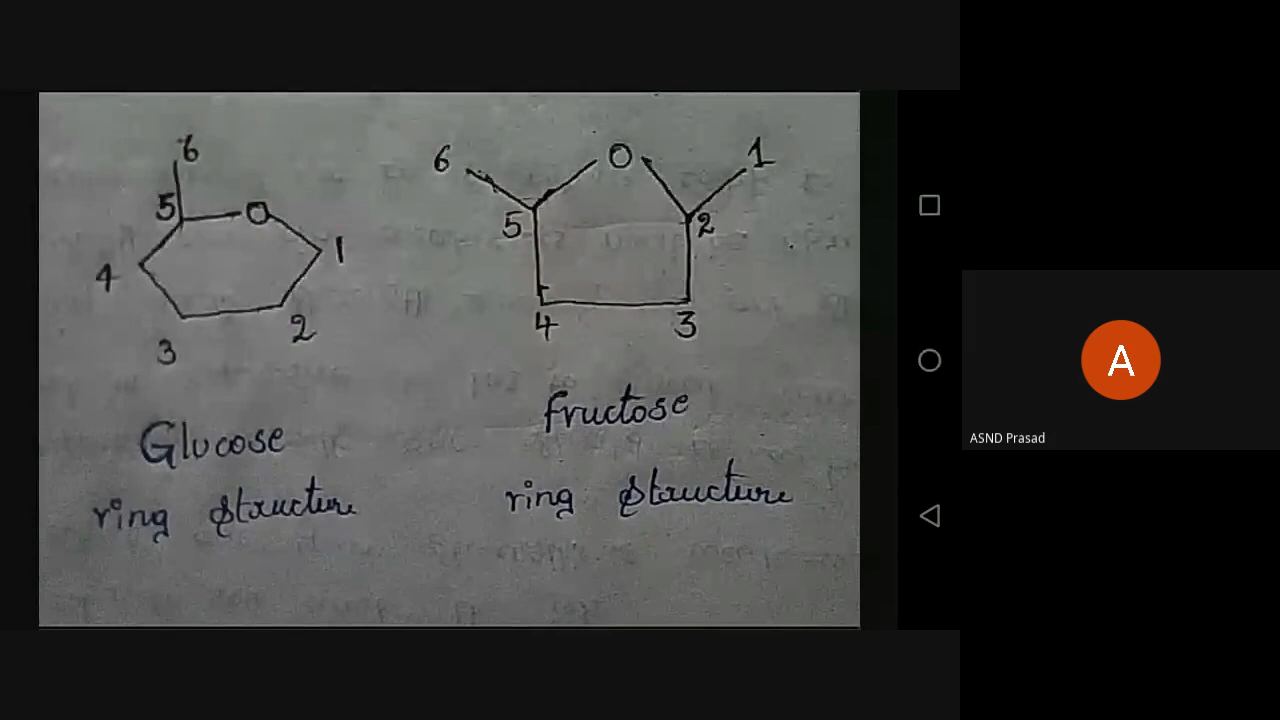 6
5 O
1
4
2
3
Glucose
ring structure
6 O 1
5 2
4 3
fructose
ring structure
A
ASND Prasad